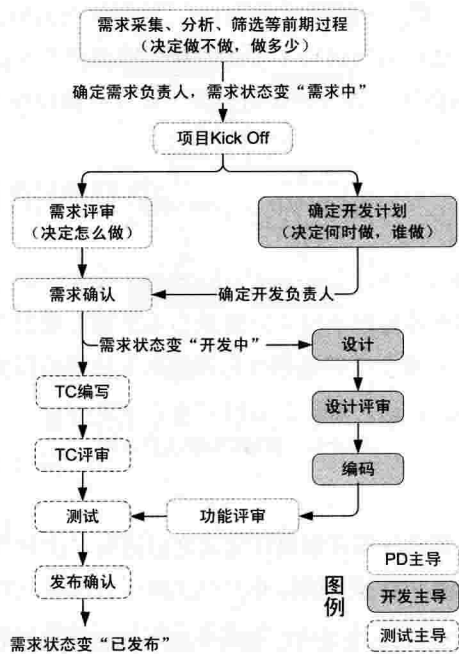 需求采集、分析、筛选等前期过程
（决定做不做，做多少）
确定需求负责人，需求状态变“需求中”
项目Kick Off
需求评审
（决定怎么做）
确定开发计划
（决定何时做，谁做）
需求确认
确定开发负责人
需求状态变“开发中”
设计
TC编写
设计评审
TC评审
编码
测试
功能评审
发布确认
需求状态变“已发布”
图例
PD主导
开发主导
测试主导